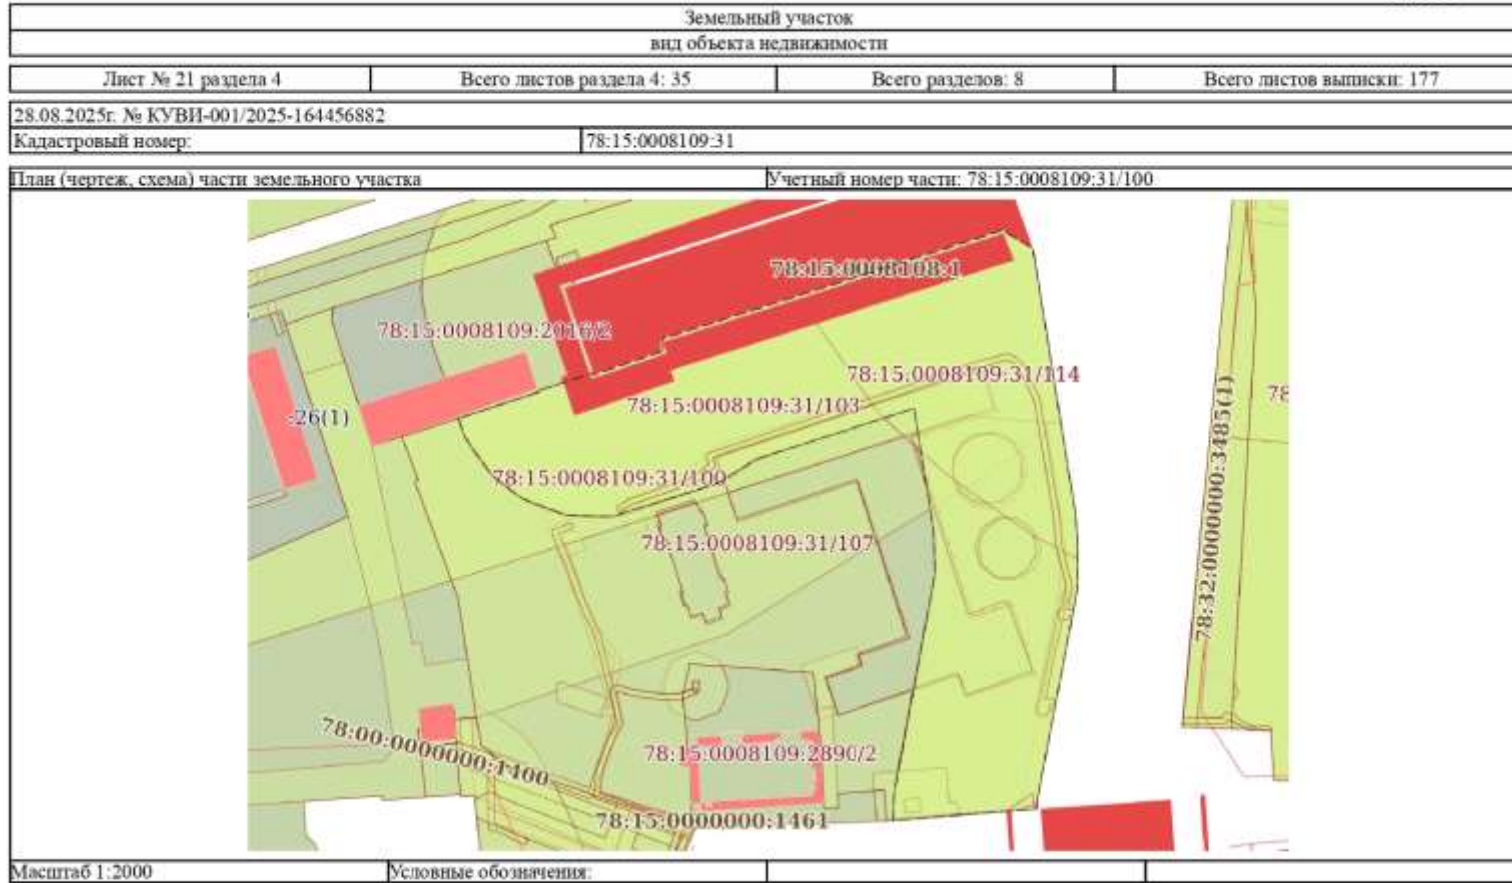 Земельный участок
вид объекта недвижимости
Лист № 21 раздела 4 Всего листов раздела 4: 35 Всего разделов: 8 Всего листов выписки: 177
28.08.2025г. № КУВИ-001/2025-164456882
Кадастровый номер: 78:15:0008109:31
План (чертеж, схема) части земельного участка Учетный номер части: 78:15:0008109:31/100
78:15:0008108:1
78:15:0008109:2016/2
78:15:0008109:31/114
78
78:15:0008109:31/103
:26(1)
78:15:0008109:31/100
78:32:0000000:3485(1)
78:15:0008109:31/107
78:00:0000000:1400
78:15:0008109:2890/2
78:15:0000000:1461
Масштаб 1:2000 Условные обозначения: